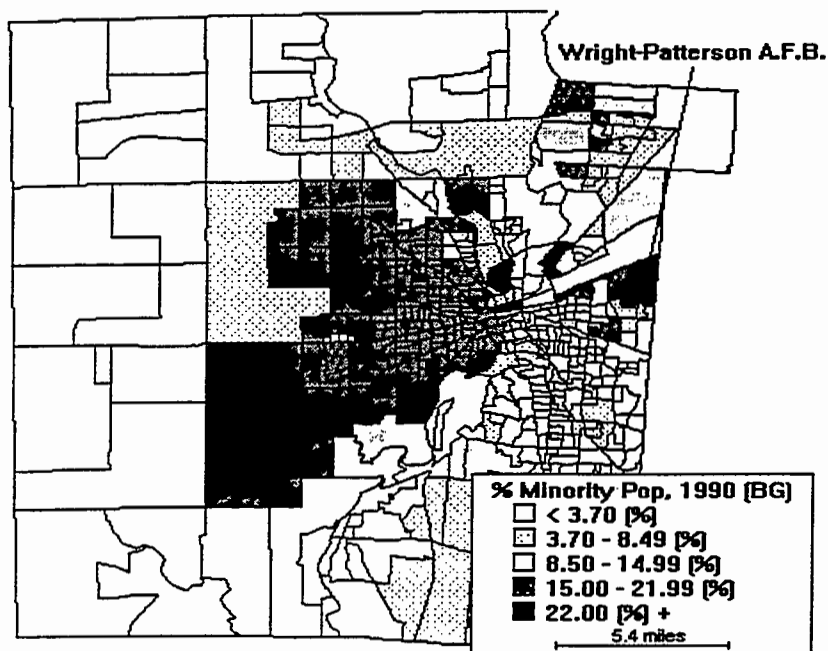 Wright-Patterson A.F.B.
% Minority Pop, 1990 (BG)
< 3.70 (%)
3.70 - 8.49 (%)
8.50 - 14.99 (%)
15.00 - 21.99 (%)
22.00 (%) +
5.4 miles